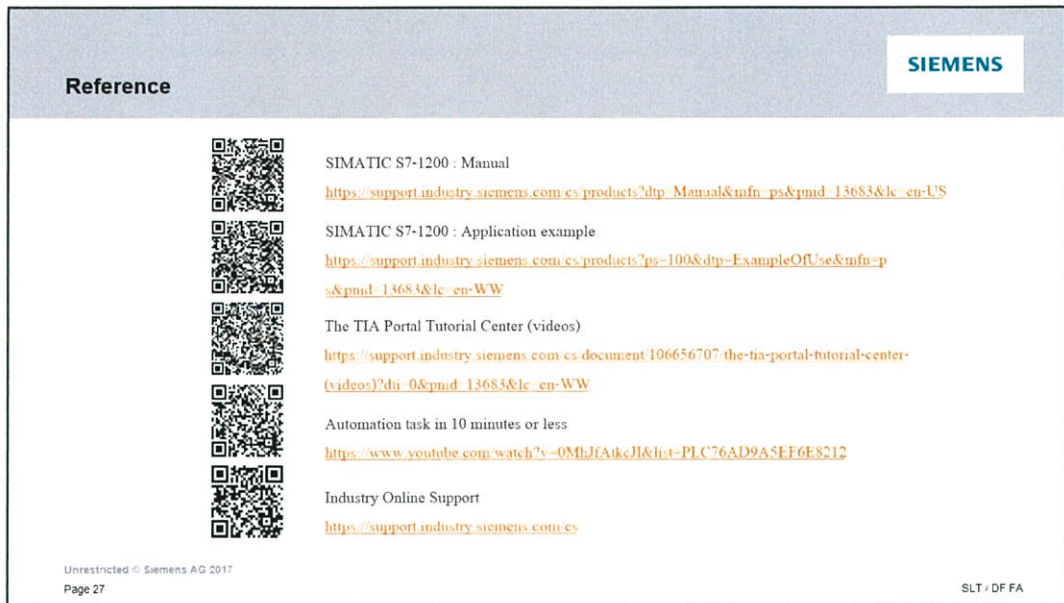 Reference
SIEMENS
SIMATIC S7-1200 : Manual
https://support.industry.siemens.com/cs/products?dtp=Manual&mfn=ps&pnid=13683&lc=en-US
SIMATIC S7-1200 : Application example
https://support.industry.siemens.com/cs/products?ps=100&dtp=ExampleOfUse&mfn=p
s&pnid=13683&lc=en-WW
The TIA Portal Tutorial Center (videos)
https://support.industry.siemens.com/cs/document/106656707/the-tia-portal-tutorial-center-
(videos)?dti=0&pnid=13683&lc=en-WW
Automation task in 10 minutes or less
https://www.youtube.com/watch?v=0MhJfAtkcJI&list=PLC76AD9A5EF6E8212
Industry Online Support
https://support.industry.siemens.com/cs
Unrestricted © Siemens AG 2017
Page 27
SLT / DF FA